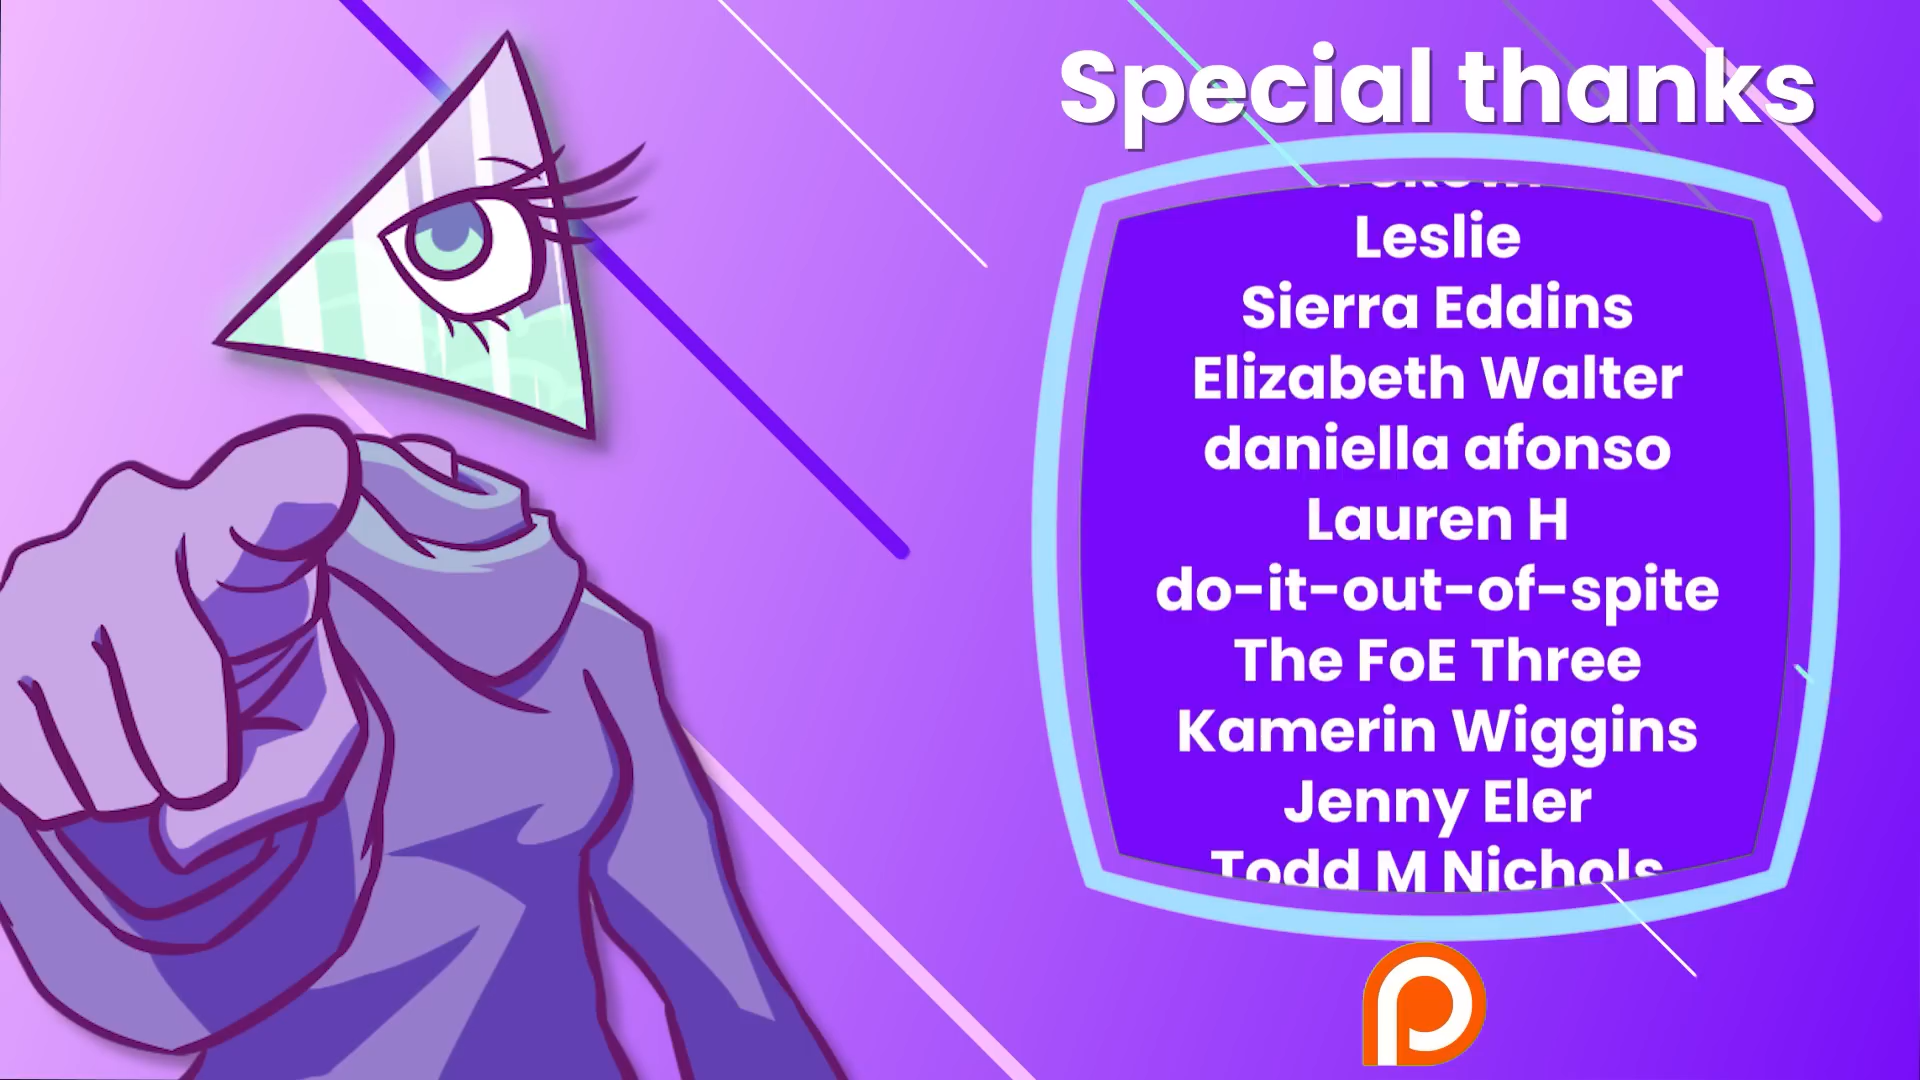 Special thanks
Leslie
Sierra Eddins
Elizabeth Walter
daniella afonso
Lauren H
do-it-out-of-spite
The FoE Three
Kamerin Wiggins
Jenny Eler
Todd M Nichols